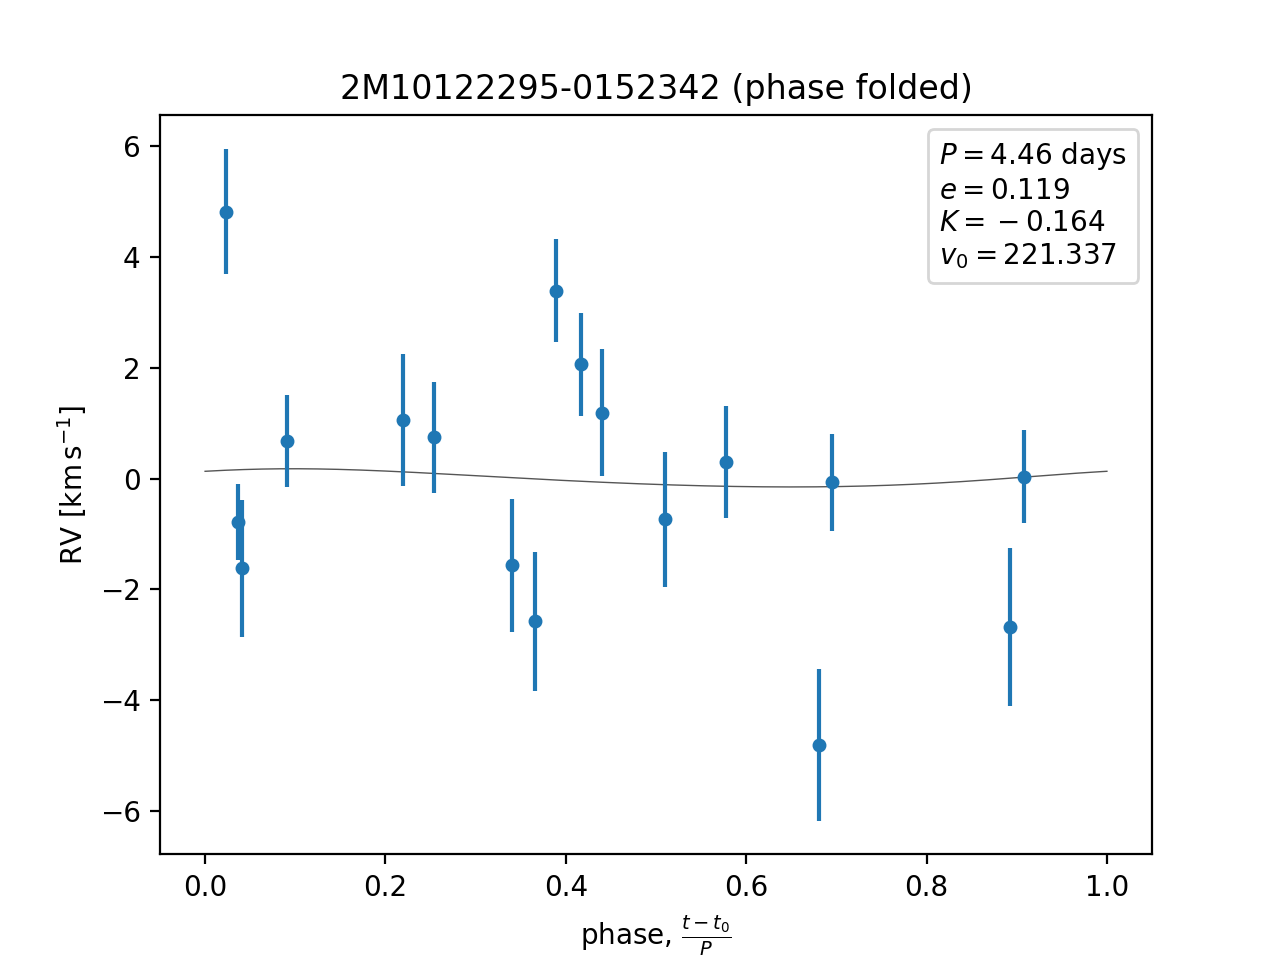 2M10122295-0152342 (phase folded)
P = 4.46 days
e = 0.119
K = −0.164
v₀ = 221.337
RV [km s⁻¹]
6
4
2
0
−2
−4
−6
0.0 0.2 0.4 0.6 0.8 1.0
phase, (t − t₀)/P